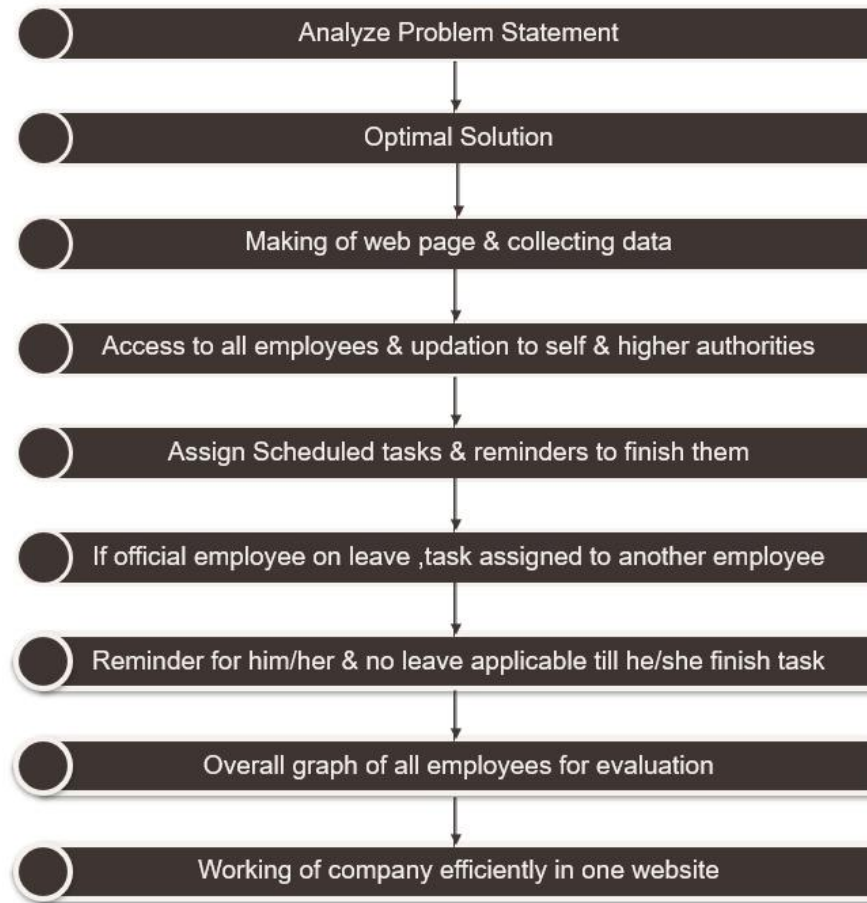 Analyze Problem Statement
Optimal Solution
Making of web page & collecting data
Access to all employees & updation to self & higher authorities
Assign Scheduled tasks & reminders to finish them
If official employee on leave ,task assigned to another employee
Reminder for him/her & no leave applicable till he/she finish task
Overall graph of all employees for evaluation
Working of company efficiently in one website